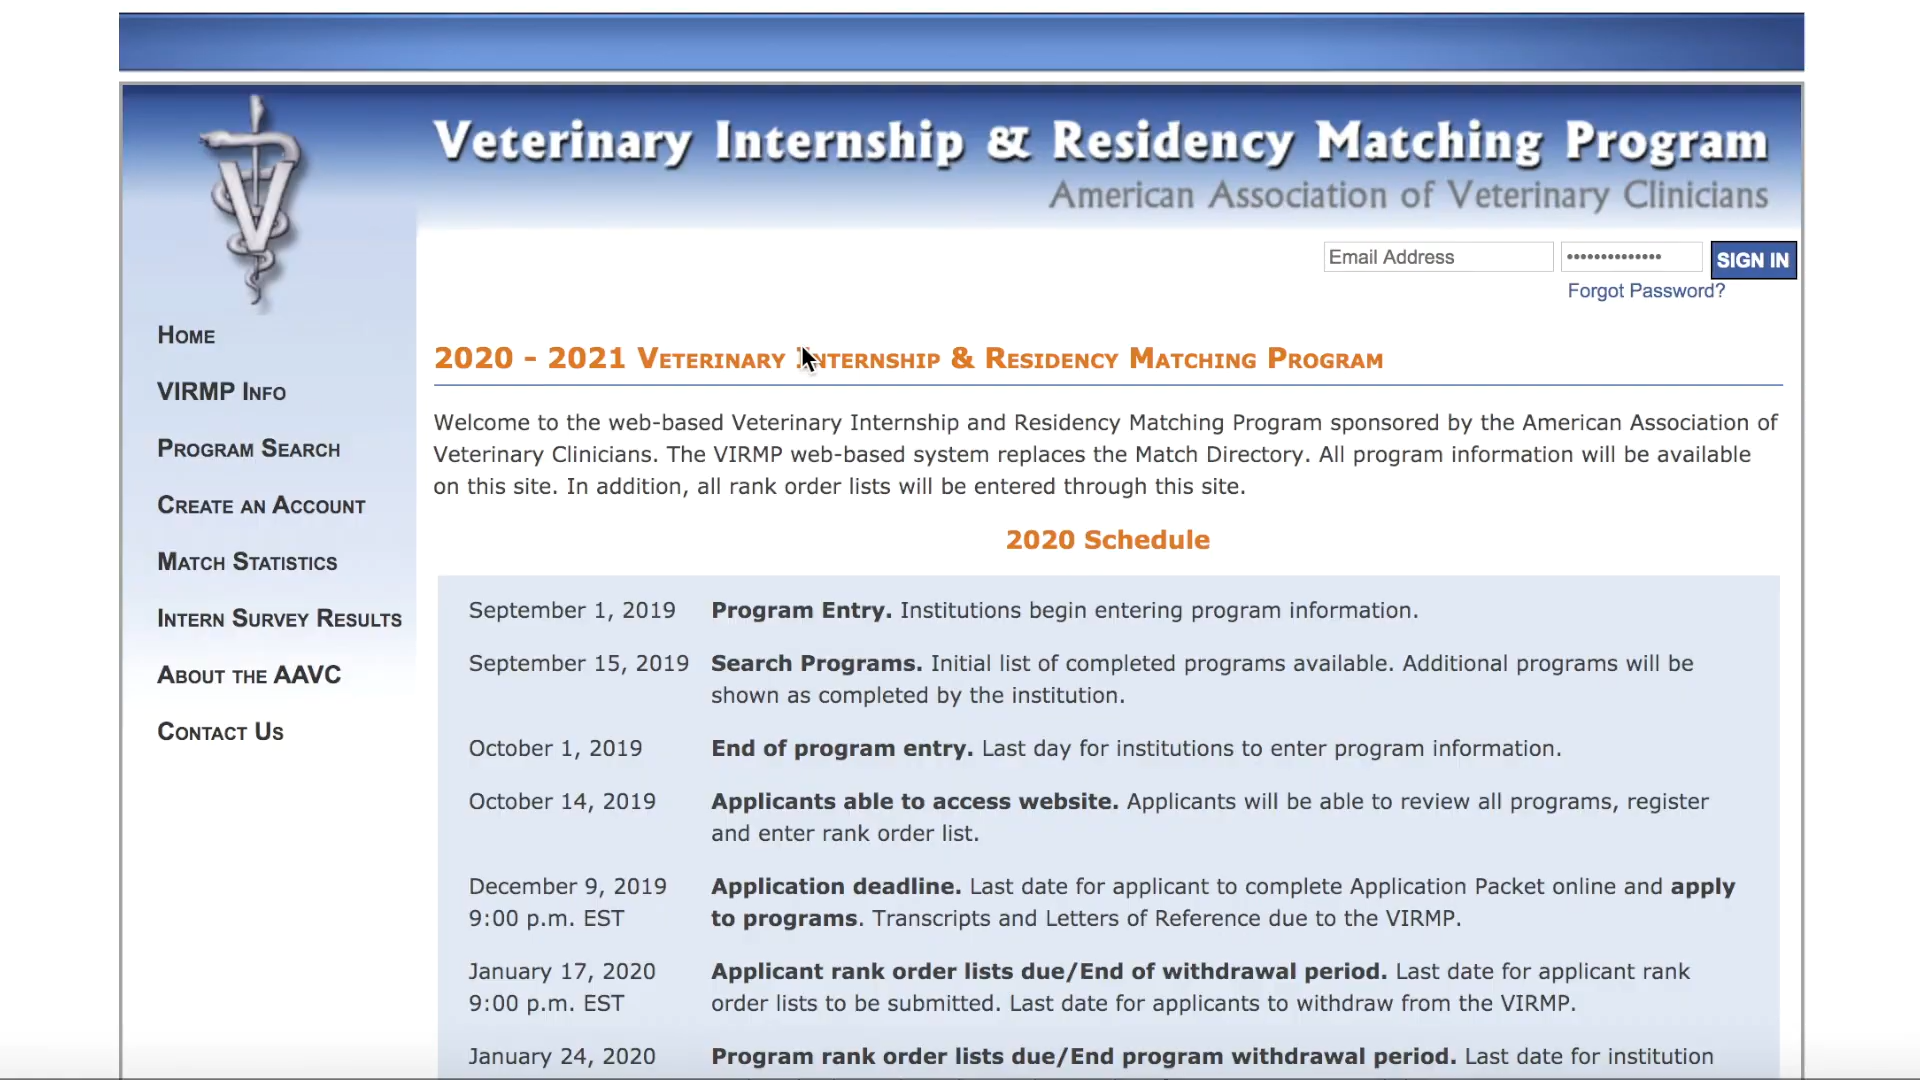 Veterinary Internship & Residency Matching Program
American Association of Veterinary Clinicians
V
Email Address
••••••••••••••
SIGN IN
Forgot Password?
Home
VIRMP Info
Program Search
Create an Account
Match Statistics
Intern Survey Results
About the AAVC
Contact Us
2020 - 2021 Veterinary Internship & Residency Matching Program
Welcome to the web-based Veterinary Internship and Residency Matching Program sponsored by the American Association of
Veterinary Clinicians. The VIRMP web-based system replaces the Match Directory. All program information will be available
on this site. In addition, all rank order lists will be entered through this site.
2020 Schedule
September 1, 2019 Program Entry. Institutions begin entering program information.
September 15, 2019 Search Programs. Initial list of completed programs available. Additional programs will be
shown as completed by the institution.
October 1, 2019 End of program entry. Last day for institutions to enter program information.
October 14, 2019 Applicants able to access website. Applicants will be able to review all programs, register
and enter rank order list.
December 9, 2019 Application deadline. Last date for applicant to complete Application Packet online and apply
9:00 p.m. EST to programs. Transcripts and Letters of Reference due to the VIRMP.
January 17, 2020 Applicant rank order lists due/End of withdrawal period. Last date for applicant rank
9:00 p.m. EST order lists to be submitted. Last date for applicants to withdraw from the VIRMP.
January 24, 2020 Program rank order lists due/End program withdrawal period. Last date for institution